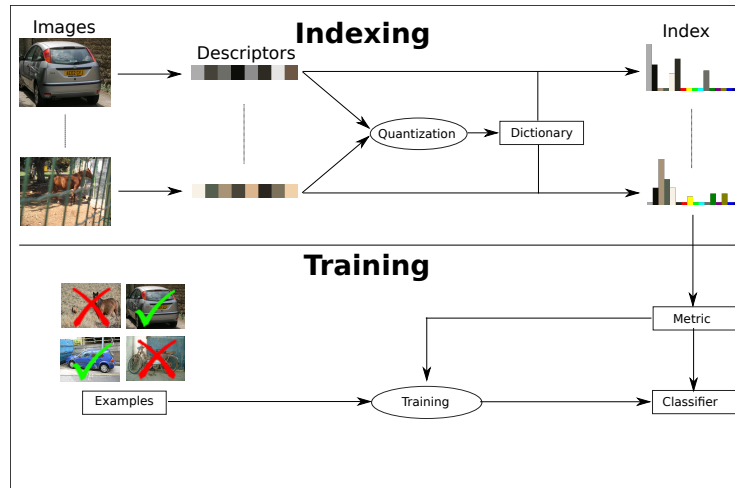 Images
Indexing
Index
Descriptors
Quantization
Dictionary
Training
Metric
Examples
Training
Classifier